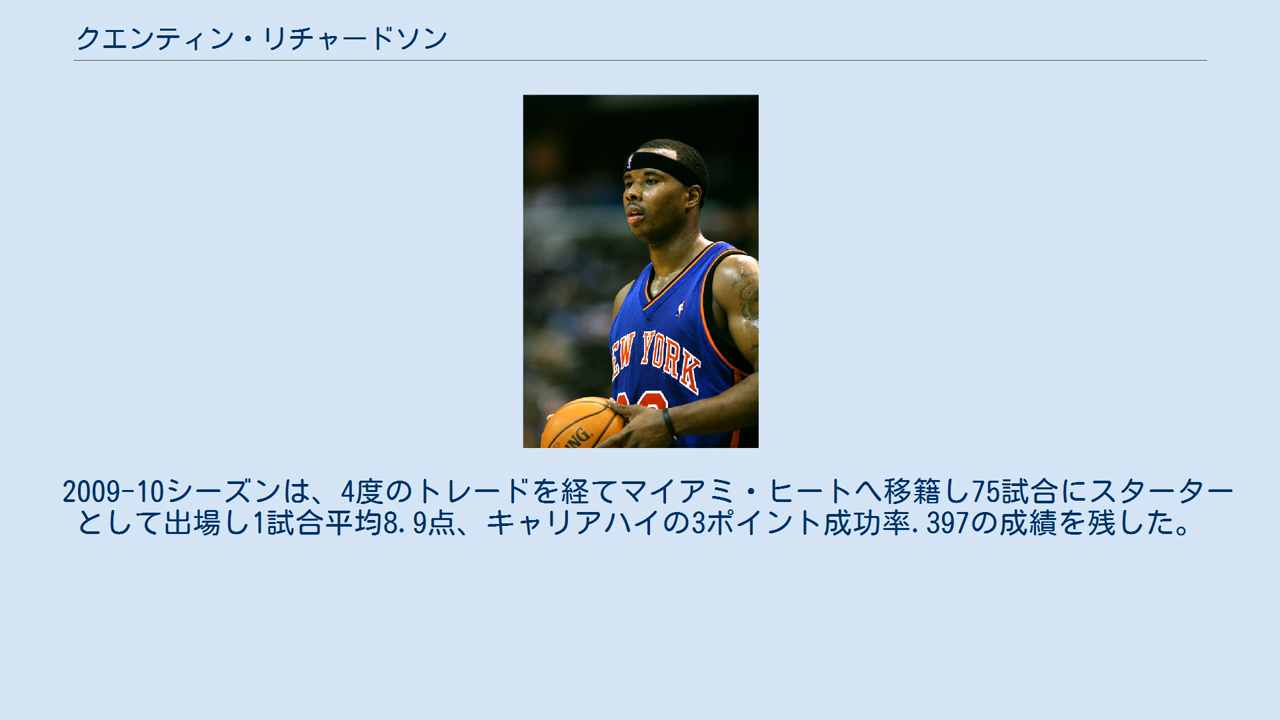 クエンティン・リチャードソン
EW YORK
NG.
2009-10シーズンは、4度のトレードを経てマイアミ・ヒートへ移籍し75試合にスターター
として出場し1試合平均8.9点、キャリアハイの3ポイント成功率.397の成績を残した。